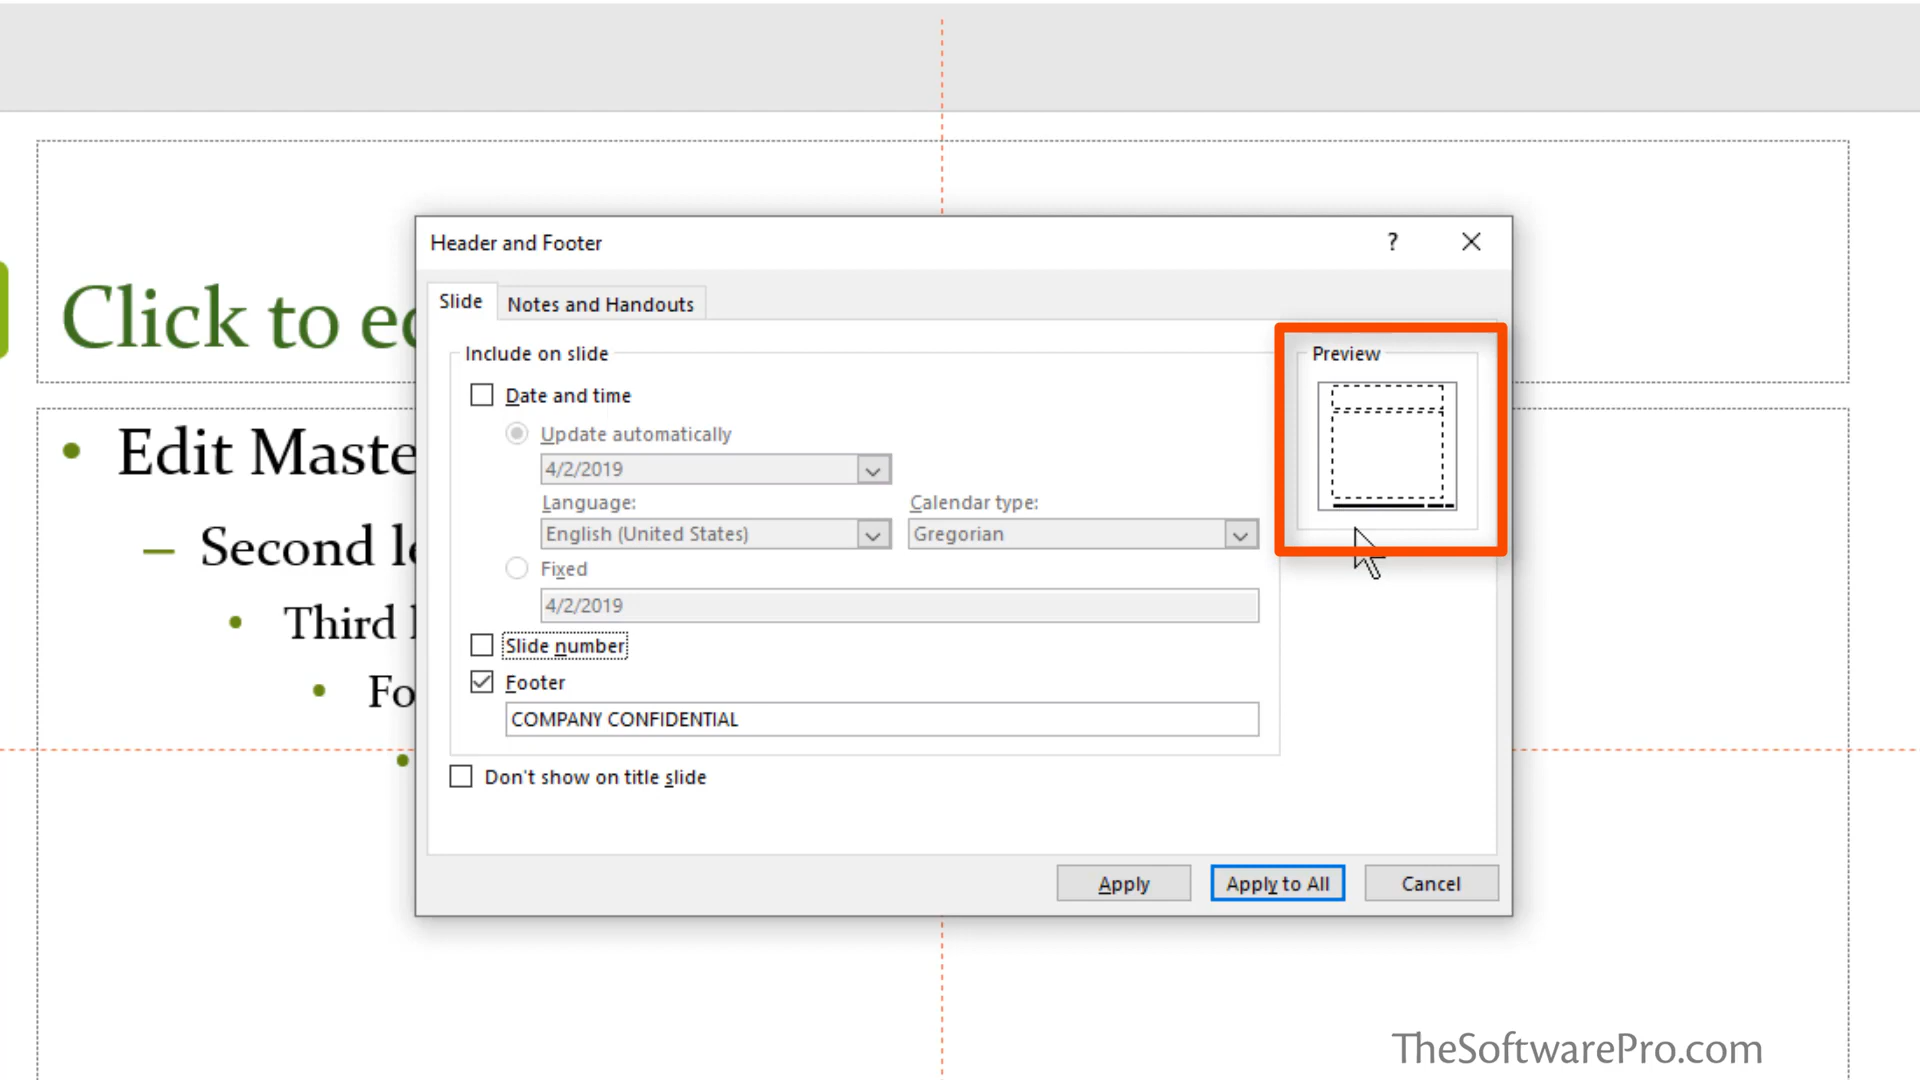 Header and Footer
?
Slide
Notes and Handouts
Click to
Include on slide
Preview
Date and time
Update automatically
4/2/2019
Language:
Calendar type:
English (United States)
Gregorian
Fixed
4/2/2019
Slide number
Footer
COMPANY CONFIDENTIAL
Don't show on title slide
Apply
Apply to All
Cancel
• Edit
– Second
• Third
•
•
TheSoftwarePro.com